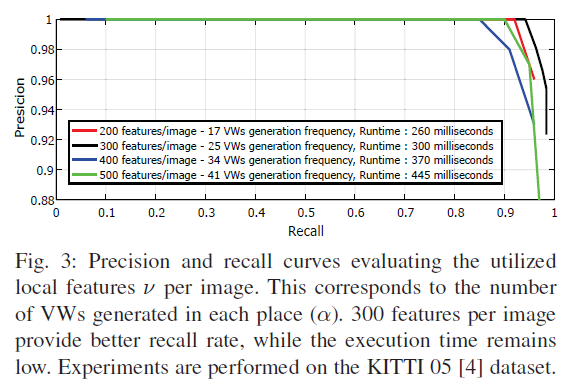 1
0.98
0.96
0.94
0.92
0.9
0.88
Presicion
200 features/image - 17 VWs generation frequency, Runtime : 260 milliseconds
300 features/image - 25 VWs generation frequency, Runtime : 300 milliseconds
400 features/image - 34 VWs generation frequency, Runtime : 370 milliseconds
500 features/image - 41 VWs generation frequency, Runtime : 445 milliseconds
0 0.1 0.2 0.3 0.4 0.5 0.6 0.7 0.8 0.9 1
Recall
Fig. 3: Precision and recall curves evaluating the utilized
local features ν per image. This corresponds to the number
of VWs generated in each place (α). 300 features per image
provide better recall rate, while the execution time remains
low. Experiments are performed on the KITTI 05 [4] dataset.